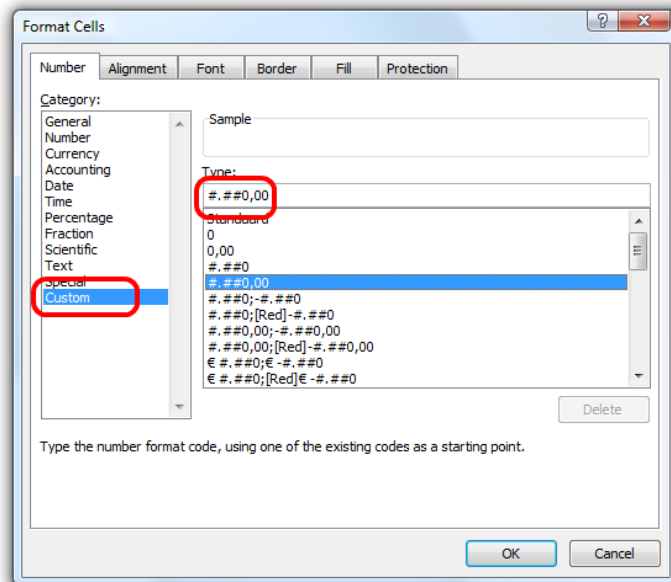 Format Cells
Number Alignment Font Border Fill Protection
Category:
General
Number
Currency
Accounting
Date
Time
Percentage
Fraction
Scientific
Text
Special
Custom
Sample
Type:
#.##0,00
Standaard
0
0,00
#.##0
#.##0,00
#.##0;-#.##0
#.##0;[Red]-#.##0
#.##0,00;-#.##0,00
#.##0,00;[Red]-#.##0,00
€ #.##0;€ -#.##0
€ #.##0;[Red]€ -#.##0
Delete
Type the number format code, using one of the existing codes as a starting point.
OK Cancel